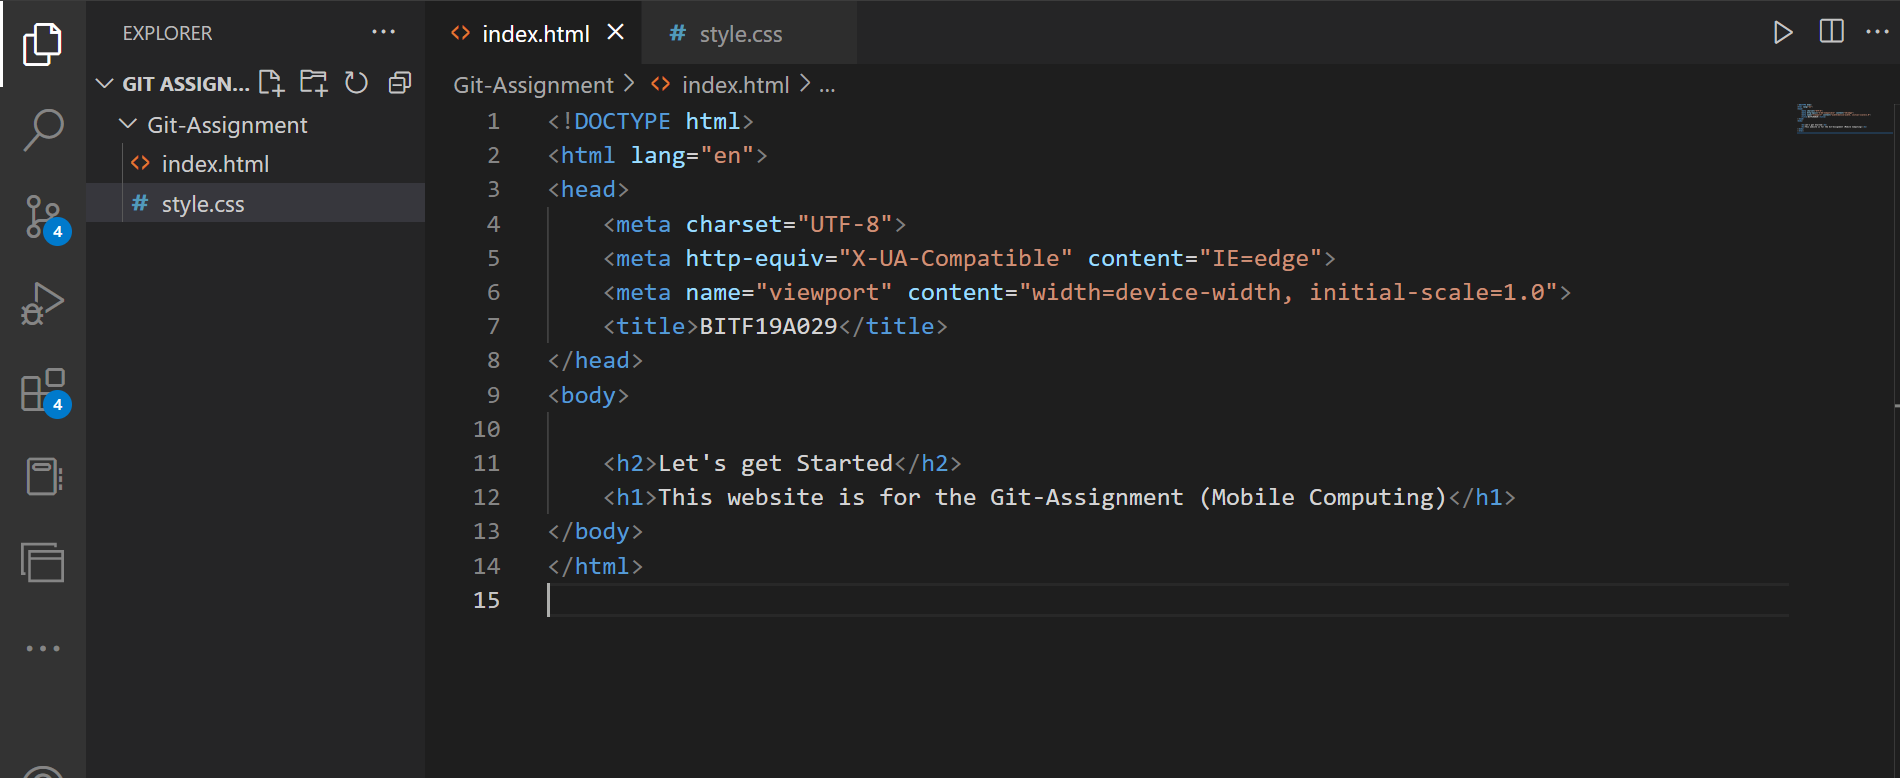 EXPLORER
GIT ASSIGN...
Git-Assignment
index.html
# style.css
4
4
index.html
# style.css
Git-Assignment > index.html > ...
1 <!DOCTYPE html>
2 <html lang="en">
3 <head>
4     <meta charset="UTF-8">
5     <meta http-equiv="X-UA-Compatible" content="IE=edge">
6     <meta name="viewport" content="width=device-width, initial-scale=1.0">
7     <title>BITF19A029</title>
8 </head>
9 <body>
10
11     <h2>Let's get Started</h2>
12     <h1>This website is for the Git-Assignment (Mobile Computing)</h1>
13 </body>
14 </html>
15